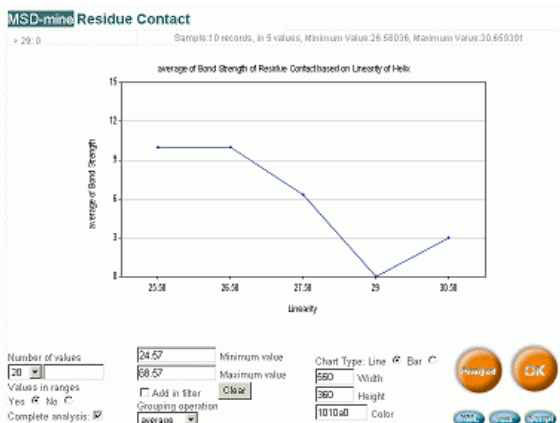 MSD-mine Residue Contact
> 29: 0
Sample:10 records, in 5 values, Minimum Value:26.58036, Maximum Value:30.659391
average of Bond Strength of Residue Contact based on Linearity of Helix
average of Bond Strength
15
12
9
6
3
0
25.58 26.58 27.58 29 30.58
Linearity
Number of values
20
Values in ranges
Yes No
Complete analysis:
24.57 Minimum value
68.57 Maximum value
Add in filter Clear
Grouping operation
average
Chart Type: Line Bar
560 Width
360 Height
1010a0 Color
OK